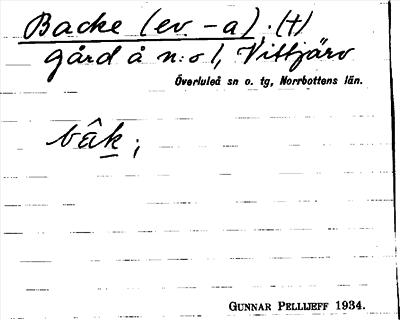 Backe (ev. -a). (†)
gård å n:o 1, Vittjärv
Överluleå sn o. tg, Norrbottens län.
bâk ;
GUNNAR PELLIJEFF 1934.